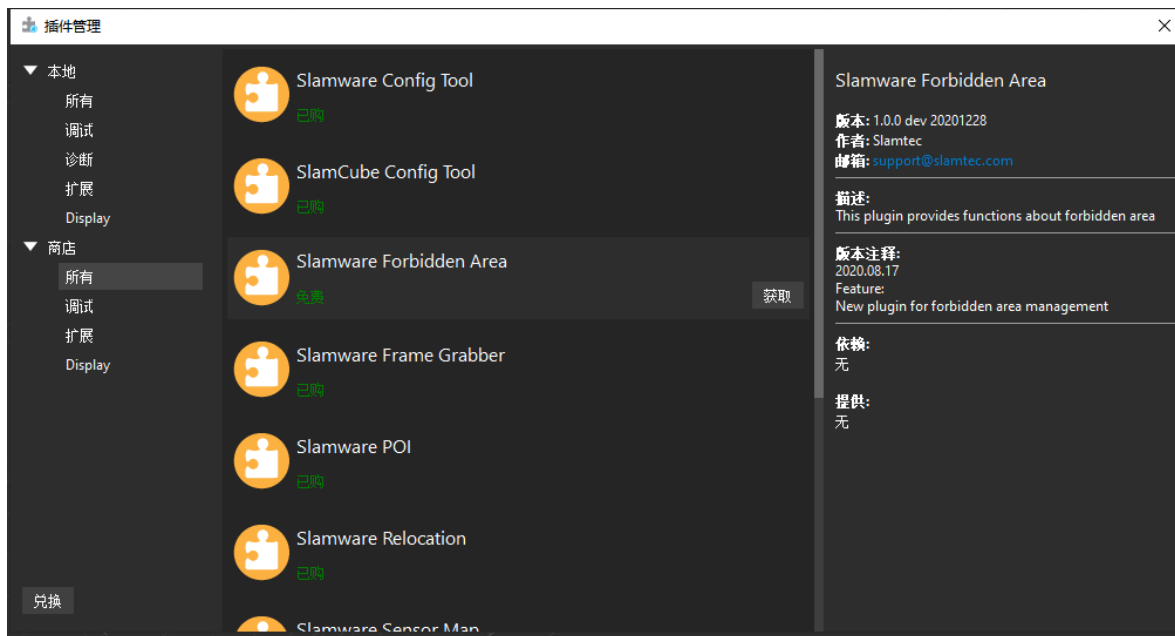 插件管理
本地
所有
调试
诊断
扩展
Display
商店
所有
调试
扩展
Display
兑换
Slamware Config Tool
已购
SlamCube Config Tool
已购
Slamware Forbidden Area
免费
获取
Slamware Frame Grabber
已购
Slamware POI
已购
Slamware Relocation
已购
Slamware Sensor Map
Slamware Forbidden Area
版本: 1.0.0 dev 20201228
作者: Slamtec
邮箱: support@slamtec.com
描述:
This plugin provides functions about forbidden area
版本注释:
2020.08.17
Feature:
New plugin for forbidden area management
依赖:
无
提供:
无